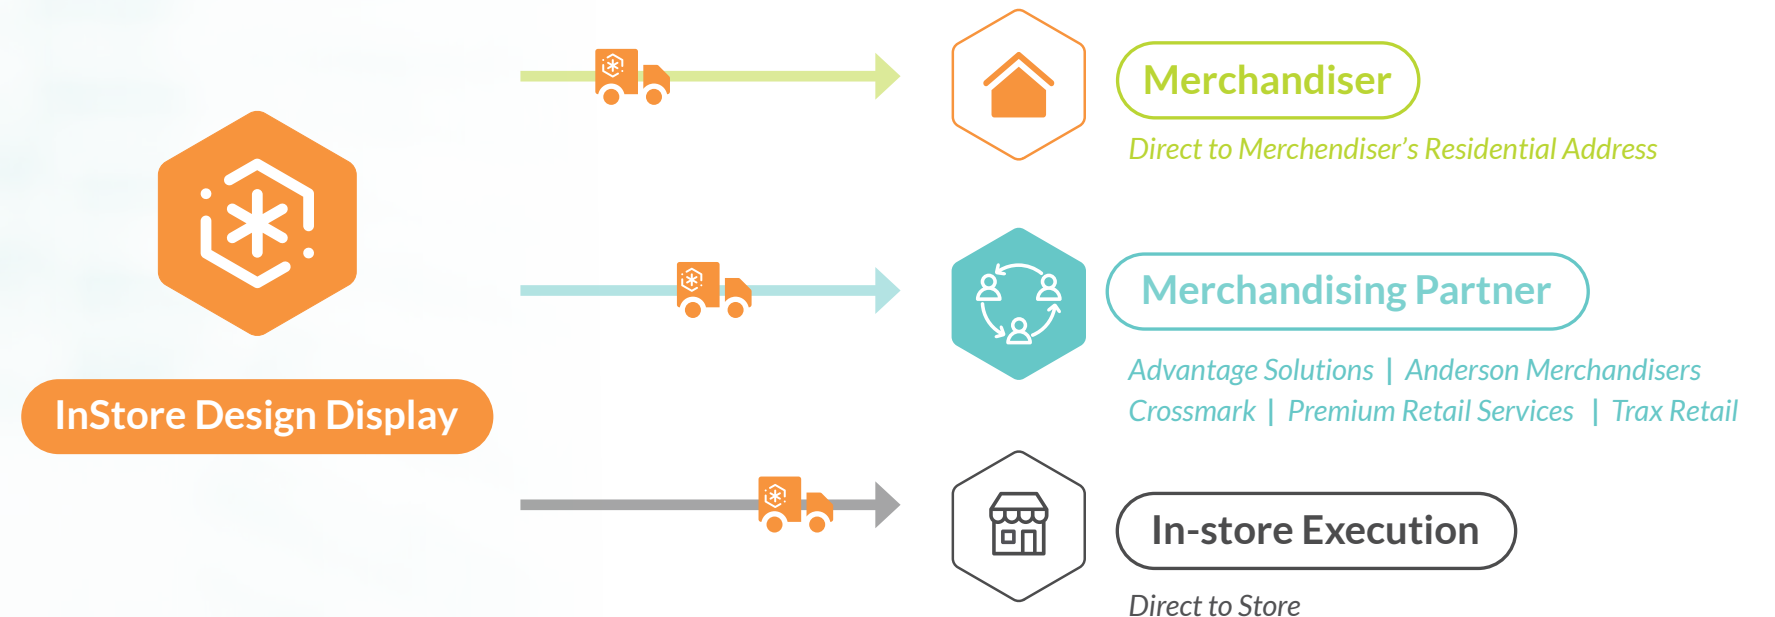 Merchandiser
Direct to Merchendiser's Residential Address
InStore Design Display
Merchandising Partner
Advantage Solutions | Anderson Merchandisers
Crossmark | Premium Retail Services | Trax Retail
In-store Execution
Direct to Store